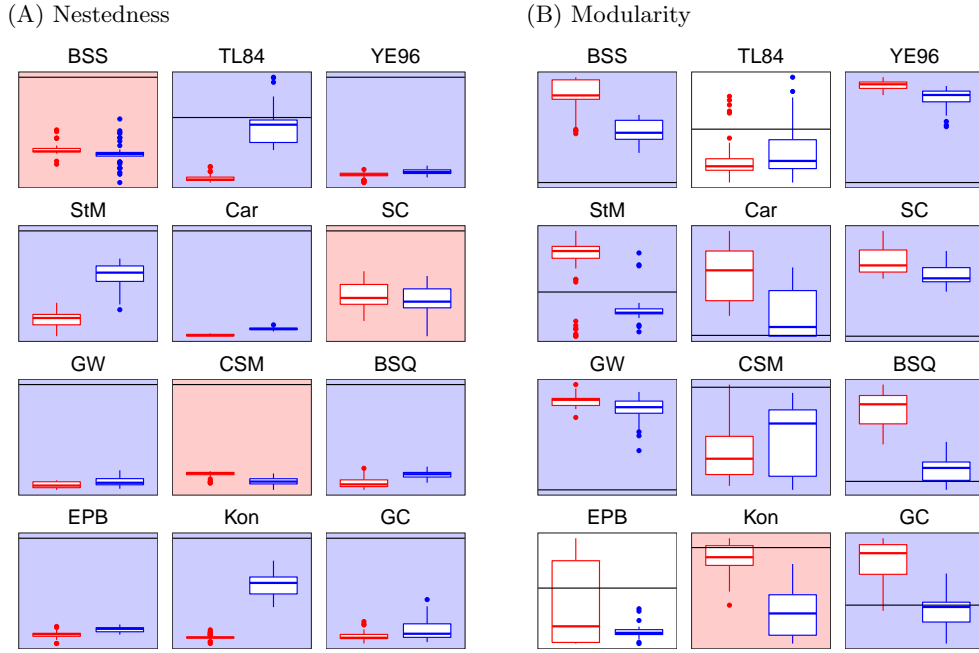 (A) Nestedness
BSS TL84 YE96
StM Car SC
GW CSM BSQ
EPB Kon GC
(B) Modularity
BSS TL84 YE96
StM Car SC
GW CSM BSQ
EPB Kon GC